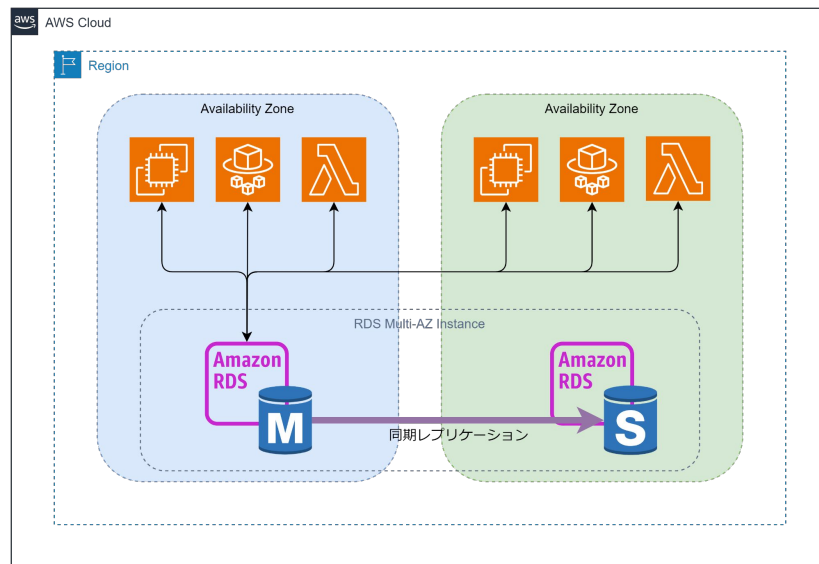 aws
AWS Cloud
Region
Availability Zone
Availability Zone
RDS Multi-AZ Instance
Amazon
RDS
Amazon
RDS
M
S
同期レプリケーション